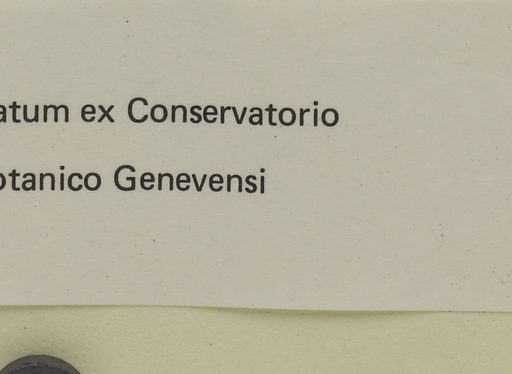 atum ex Conservatorio
otanico Genevensi